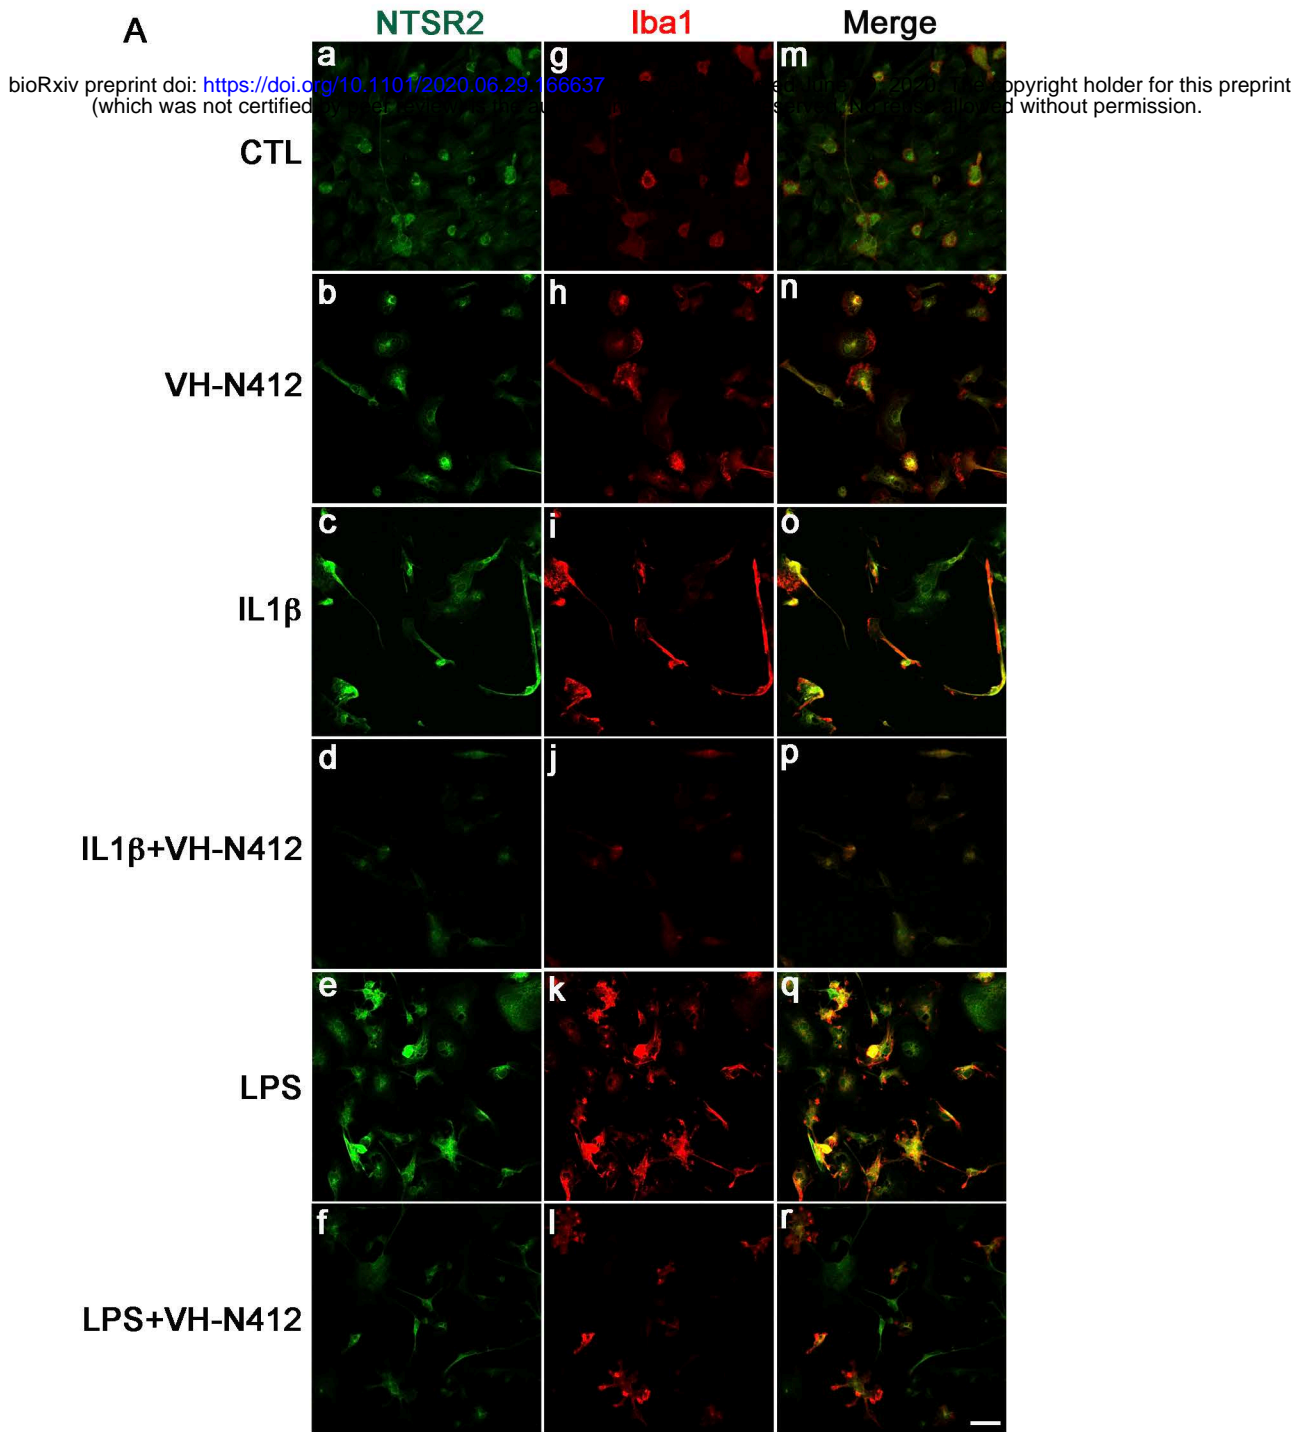 A
NTSR2 Iba1 Merge
a g m
bioRxiv preprint doi: https://doi.org/10.1101/2020.06.29.166637 opyright holder for this preprint
(which was not certified without permission.
CTL
b h n
VH-N412
c i o
IL1β
d j p
IL1β+VH-N412
e k q
LPS
f l r
LPS+VH-N412